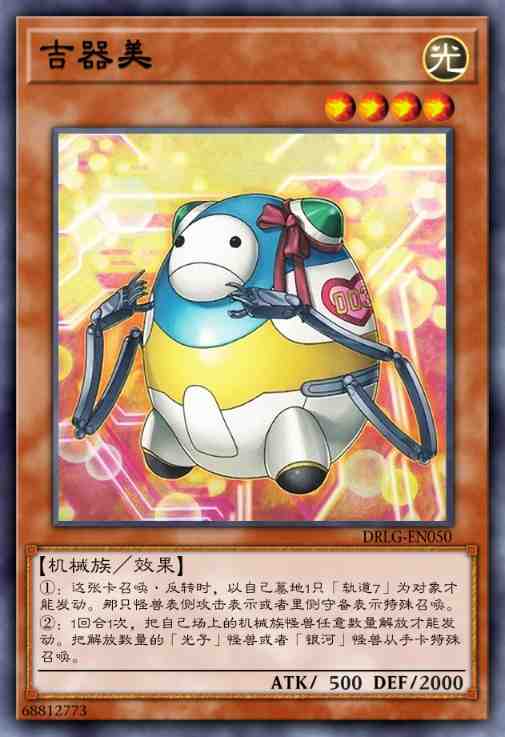 吉器美
光
DRLG-EN050
【机械族／效果】
①：这张卡召唤·反转时，以自己墓地1只「轨道7」为对象才
能发动。那只怪兽表侧攻击表示或者里侧守备表示特殊召唤。
②：1回合1次，把自己场上的机械族怪兽任意数量解放才能发
动。把解放数量的「光子」怪兽或者「银河」怪兽从手卡特殊
召唤。
ATK/ 500 DEF/2000
68812773